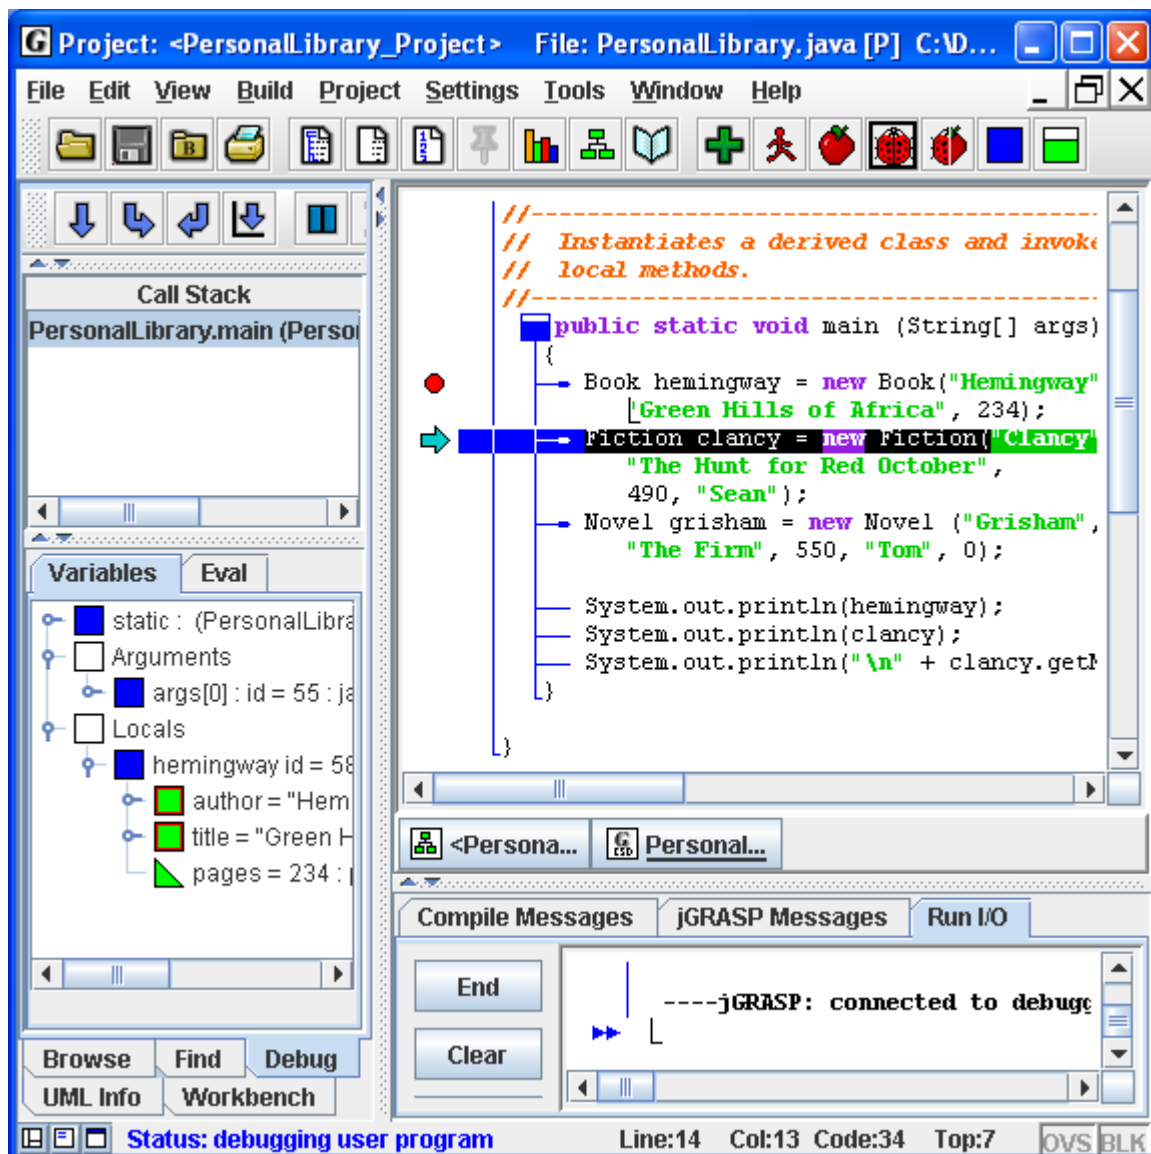 Project: <PersonalLibrary_Project> File: PersonalLibrary.java [P] C:\D...
File Edit View Build Project Settings Tools Window Help
Call Stack
PersonalLibrary.main (Perso
Variables Eval
static : (PersonalLibra
Arguments
args[0] : id = 55 : ja
Locals
hemingway id = 58
author = "Hem
title = "Green H
pages = 234 : p
Browse Find Debug
UML Info Workbench
//----------------------------------------
// Instantiates a derived class and invoke
// local methods.
//----------------------------------------
public static void main (String[] args)
{
Book hemingway = new Book("Hemingway"
"Green Hills of Africa", 234);
Fiction clancy = new Fiction("Clancy"
"The Hunt for Red October",
490, "Sean");
Novel grisham = new Novel ("Grisham",
"The Firm", 550, "Tom", 0);
System.out.println(hemingway);
System.out.println(clancy);
System.out.println("\n" + clancy.getM
}
}
<Persona... Personal...
Compile Messages jGRASP Messages Run I/O
End
Clear
----jGRASP: connected to debugg
Status: debugging user program Line:14 Col:13 Code:34 Top:7 OVS BLK